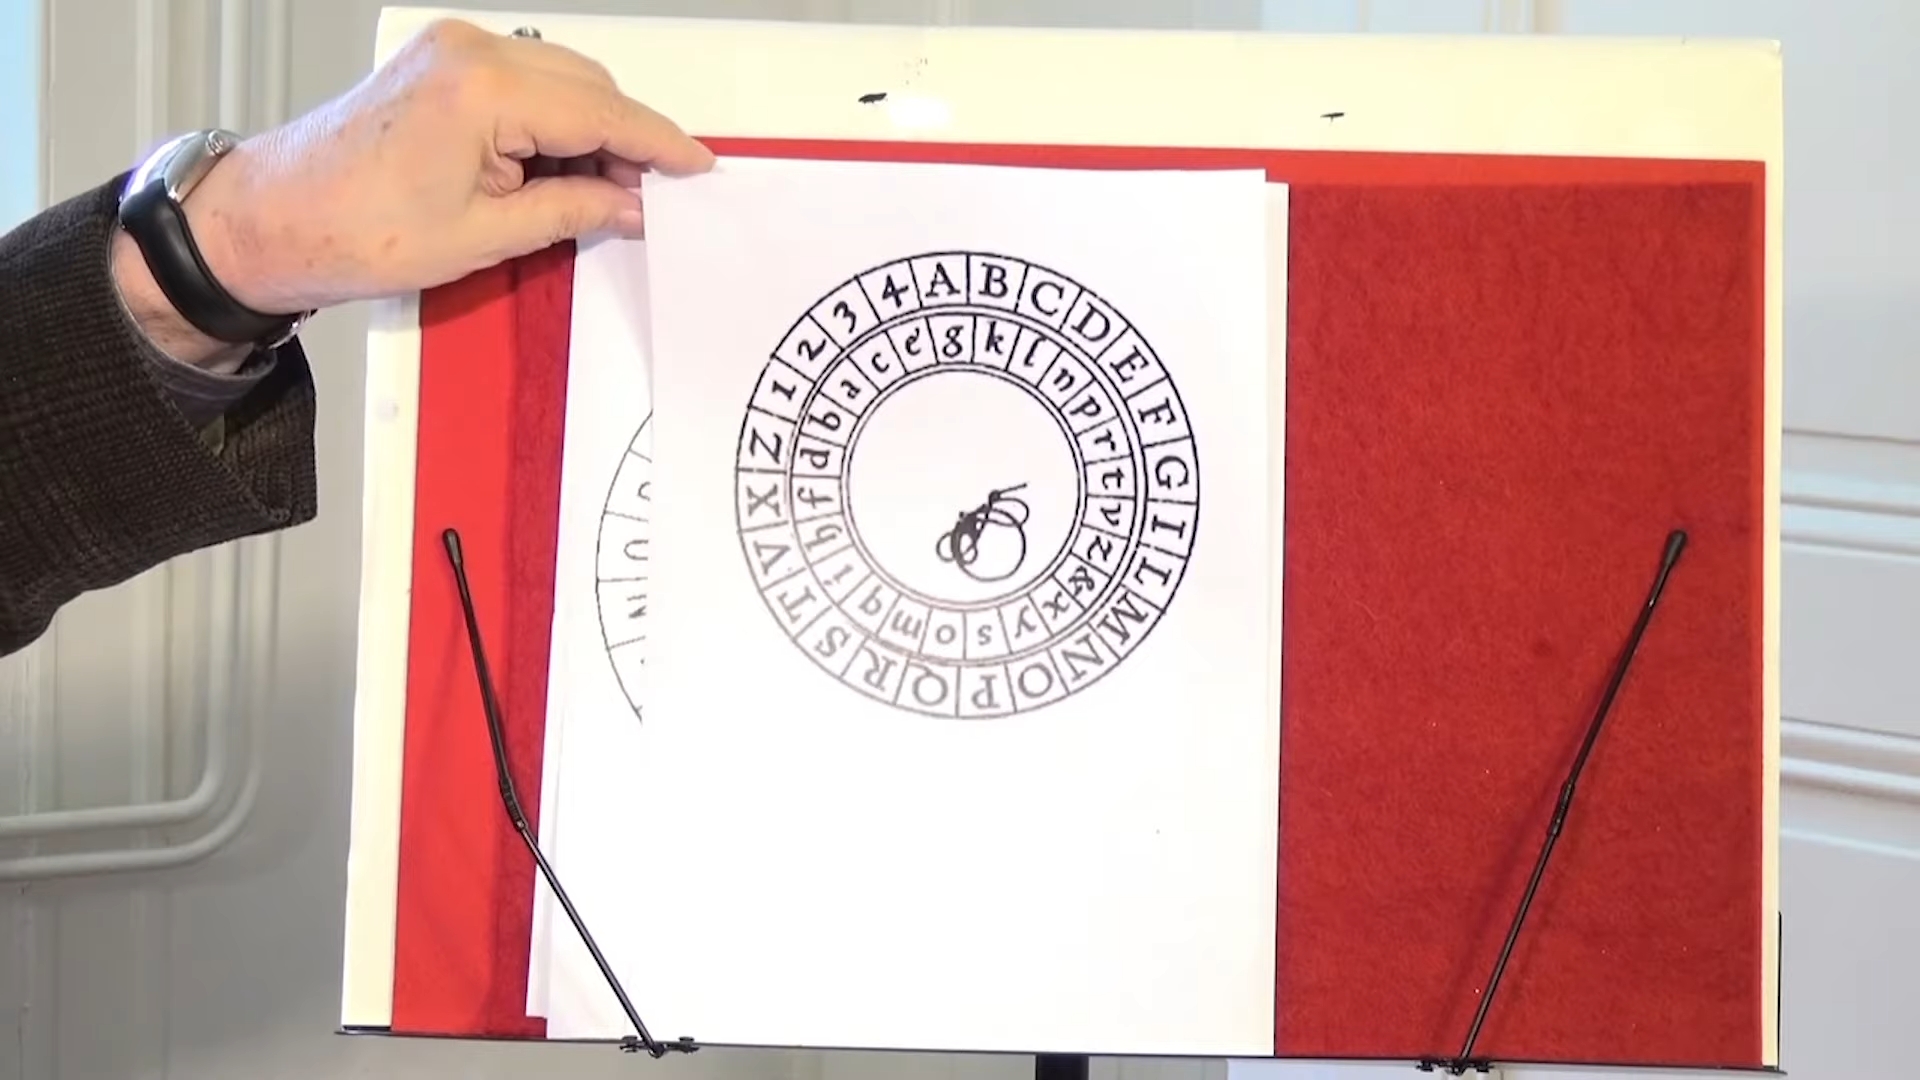 A B C D E F G I L M N O P Q R S T V X Z 1 2 3 4
g k l n p r t v z & x y s o m q i h f d b a c e